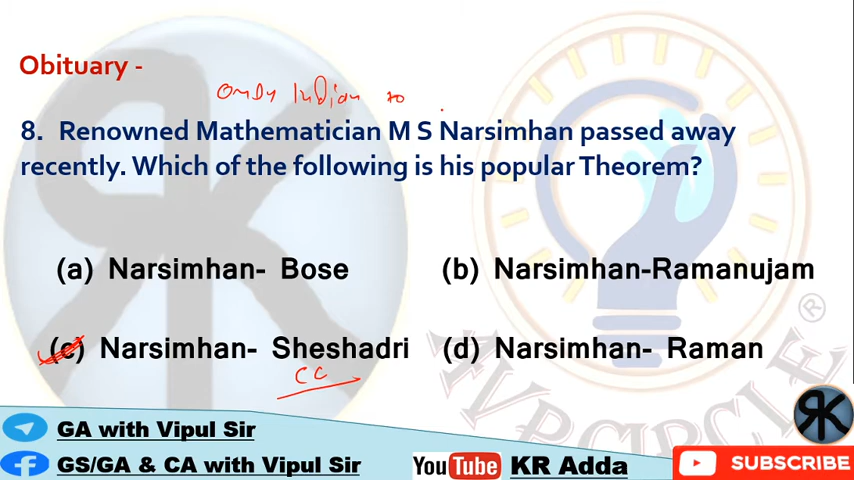 Obituary -
only Indian to
8. Renowned Mathematician M S Narsimhan passed away
recently. Which of the following is his popular Theorem?
(a) Narsimhan- Bose
(b) Narsimhan-Ramanujam
(c) Narsimhan- Sheshadri
(d) Narsimhan- Raman
CC
GA with Vipul Sir
GS/GA & CA with Vipul Sir
YouTube KR Adda
SUBSCRIBE